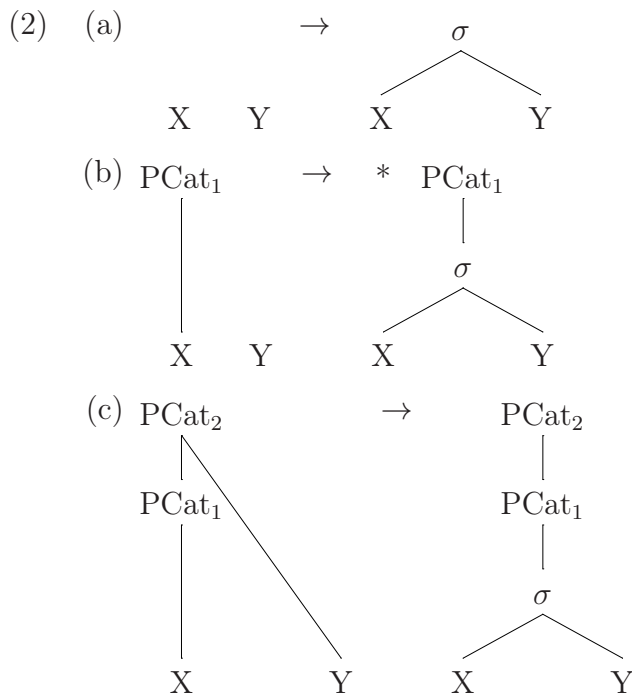 (2) (a) → σ
X Y X Y
(b) PCat₁ → * PCat₁
σ
X Y X Y
(c) PCat₂ → PCat₂
PCat₁ PCat₁
σ
X Y X Y